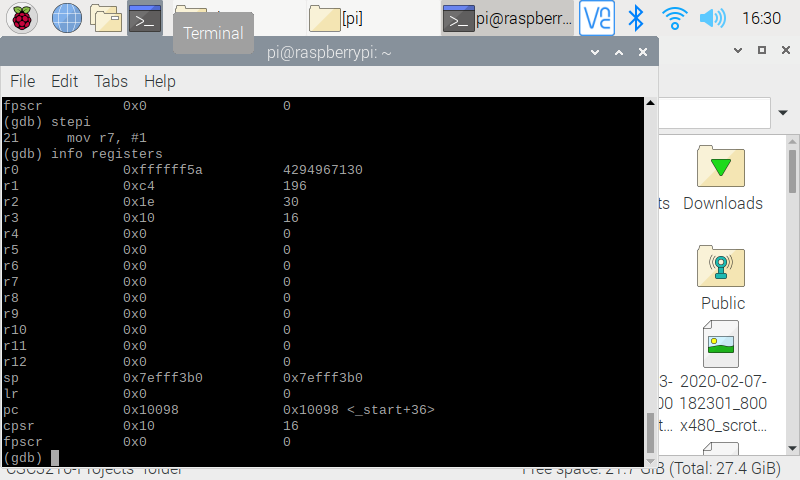 [pi]
pi@raspberr...
V2
16:30
Terminal
pi@raspberrypi: ~
File Edit Tabs Help
fpscr 0x0 0
(gdb) stepi
21 mov r7, #1
(gdb) info registers
r0 0xffffff5a 4294967130
r1 0xc4 196
r2 0x1e 30
r3 0x10 16
r4 0x0 0
r5 0x0 0
r6 0x0 0
r7 0x0 0
r8 0x0 0
r9 0x0 0
r10 0x0 0
r11 0x0 0
r12 0x0 0
sp 0x7efff3b0 0x7efff3b0
lr 0x0 0
pc 0x10098 0x10098 <_start+36>
cpsr 0x10 16
fpscr 0x0 0
(gdb)
ts
Downloads
Public
2020-02-07-
182301_800
x480_scrot...
3-
00
t...
Free space: 21.7 GiB (Total: 27.4 GiB)